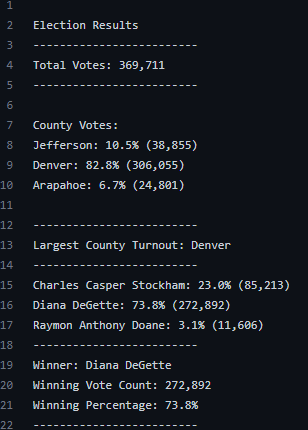 1
2 Election Results
3 -------------------------
4 Total Votes: 369,711
5 -------------------------
6
7 County Votes:
8 Jefferson: 10.5% (38,855)
9 Denver: 82.8% (306,055)
10 Arapahoe: 6.7% (24,801)
11
12 -------------------------
13 Largest County Turnout: Denver
14 -------------------------
15 Charles Casper Stockham: 23.0% (85,213)
16 Diana DeGette: 73.8% (272,892)
17 Raymon Anthony Doane: 3.1% (11,606)
18 -------------------------
19 Winner: Diana DeGette
20 Winning Vote Count: 272,892
21 Winning Percentage: 73.8%
22 -------------------------